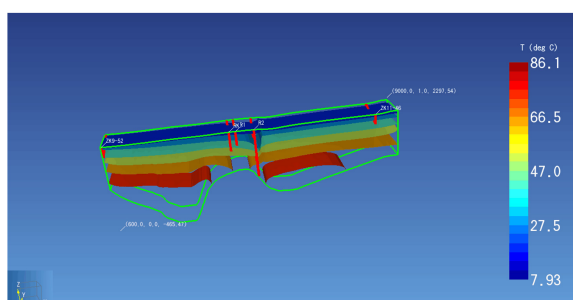 T (deg C)
86.1
66.5
47.0
27.5
7.93
(9000.0, 1.0, 2297.54)
R2
ZK9-52
(600.0, 0.0, -485.47)
Z
Y